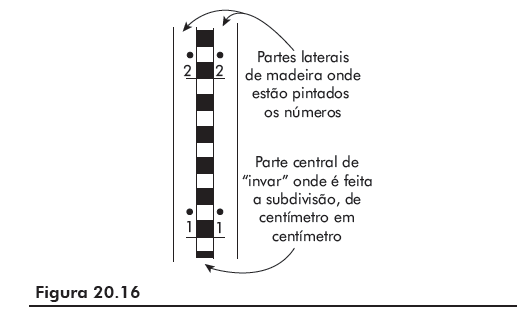 Partes laterais
de madeira onde
estão pintados
os números
2 2
Parte central de
“invar” onde é feita
a subdivisão, de
centímetro em
centímetro
1 1
Figura 20.16